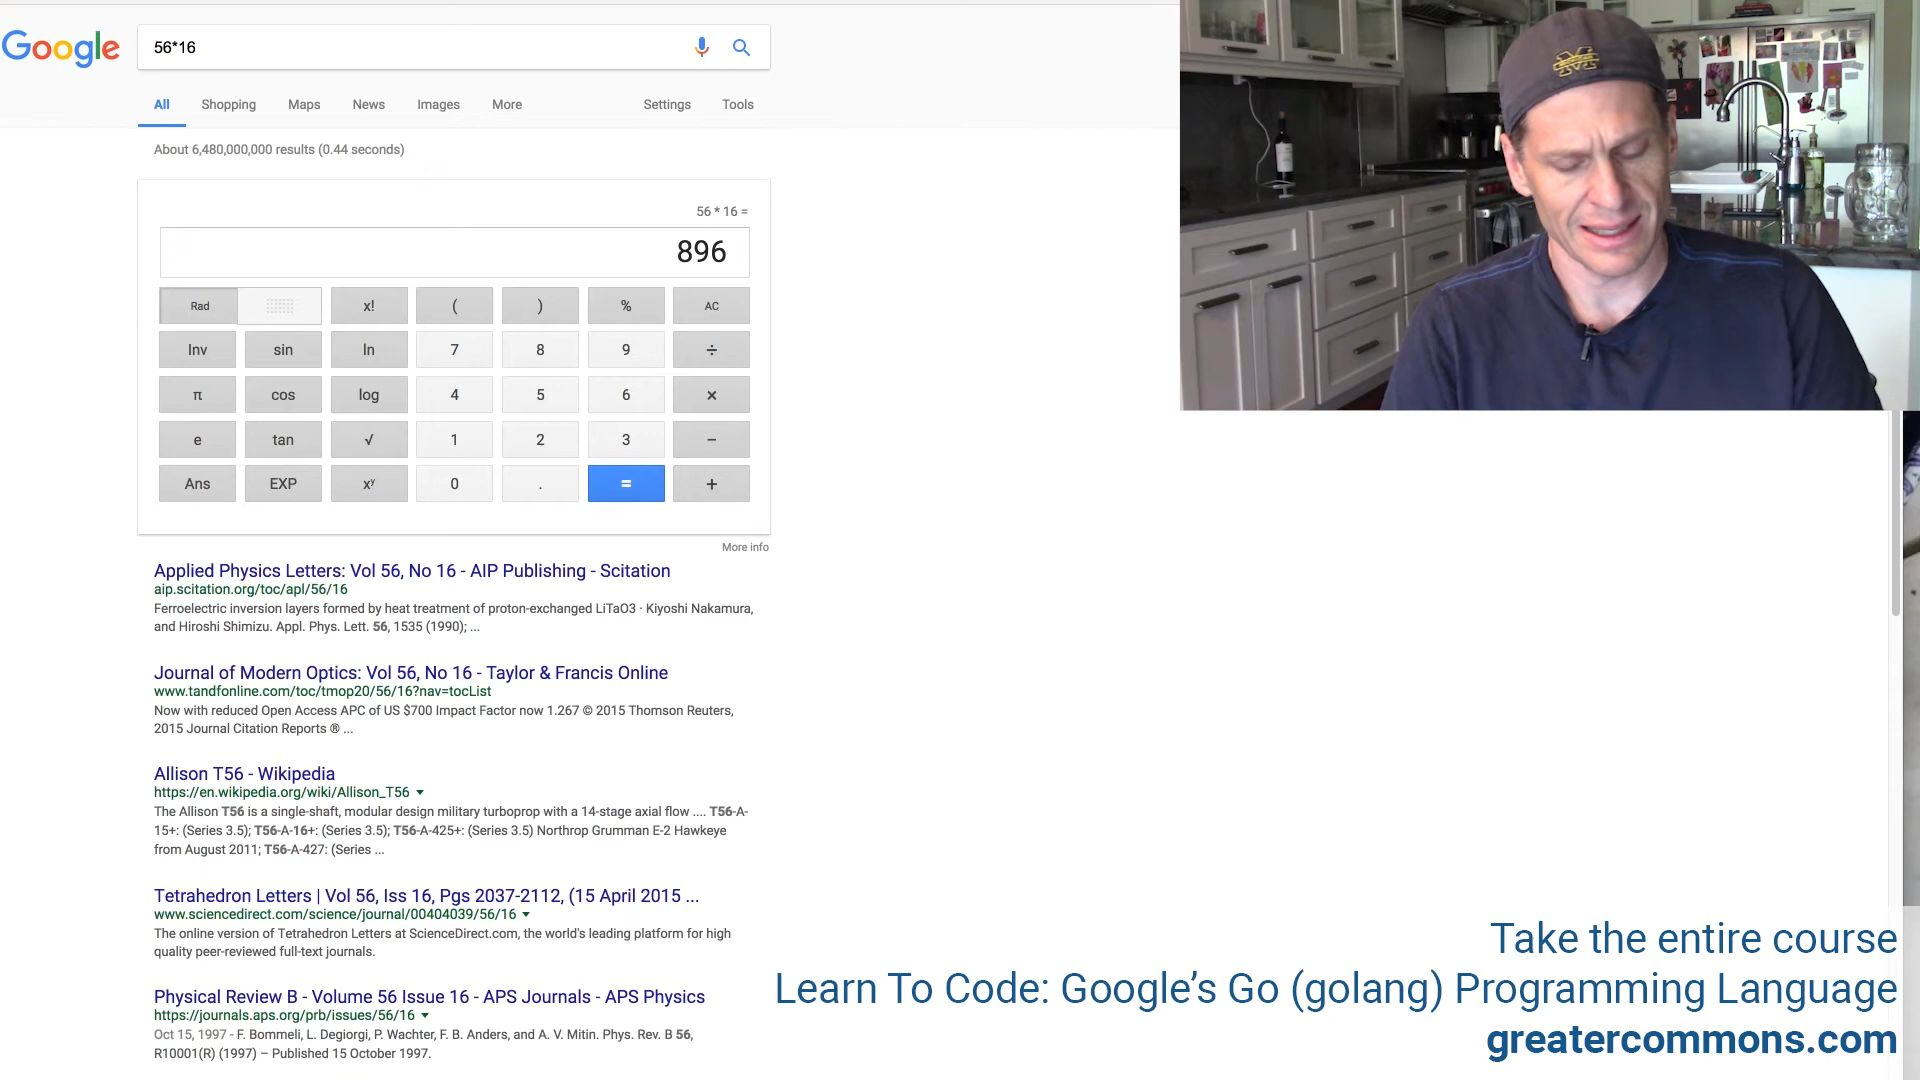 Google
56*16
All Shopping Maps News Images More Settings Tools
About 6,480,000,000 results (0.44 seconds)
56 * 16 =
896
Rad x! ( ) % AC
Inv sin ln 7 8 9 ÷
π cos log 4 5 6 ×
e tan √ 1 2 3 −
Ans EXP xʸ 0 . = +
More info
Applied Physics Letters: Vol 56, No 16 - AIP Publishing - Scitation
aip.scitation.org/toc/apl/56/16
Ferroelectric inversion layers formed by heat treatment of proton-exchanged LiTaO3 · Kiyoshi Nakamura,
and Hiroshi Shimizu. Appl. Phys. Lett. 56, 1535 (1990); ...
Journal of Modern Optics: Vol 56, No 16 - Taylor & Francis Online
www.tandfonline.com/toc/tmop20/56/16?nav=tocList
Now with reduced Open Access APC of US $700 Impact Factor now 1.267 © 2015 Thomson Reuters,
2015 Journal Citation Reports ® ...
Allison T56 - Wikipedia
https://en.wikipedia.org/wiki/Allison_T56
The Allison T56 is a single-shaft, modular design military turboprop with a 14-stage axial flow .... T56-A-
15+: (Series 3.5); T56-A-16+: (Series 3.5); T56-A-425+: (Series 3.5) Northrop Grumman E-2 Hawkeye
from August 2011; T56-A-427: (Series ...
Tetrahedron Letters | Vol 56, Iss 16, Pgs 2037-2112, (15 April 2015 ...
www.sciencedirect.com/science/journal/00404039/56/16
The online version of Tetrahedron Letters at ScienceDirect.com, the world's leading platform for high
quality peer-reviewed full-text journals.
Physical Review B - Volume 56 Issue 16 - APS Journals - APS Physics
https://journals.aps.org/prb/issues/56/16
Oct 15, 1997 - F. Bommeli, L. Degiorgi, P. Wachter, F. B. Anders, and A. V. Mitin. Phys. Rev. B 56,
R10001(R) (1997) – Published 15 October 1997.
M
Take the entire course
Learn To Code: Google's Go (golang) Programming Language
greatercommons.com